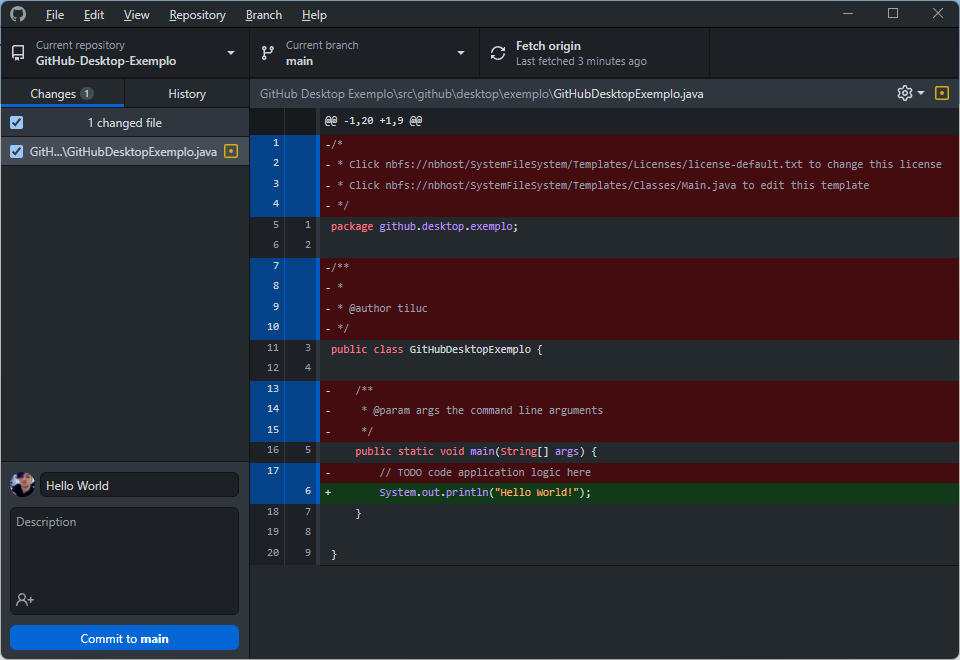 File Edit View Repository Branch Help
Current repository
GitHub-Desktop-Exemplo
Current branch
main
Fetch origin
Last fetched 3 minutes ago
Changes 1 History
GitHub Desktop Exemplo\src\github\desktop\exemplo\GitHubDesktopExemplo.java
1 changed file
GitH...\GitHubDesktopExemplo.java
@@ -1,20 +1,9 @@
1 -/*
2 - * Click nbfs://nbhost/SystemFileSystem/Templates/Licenses/license-default.txt to change this license
3 - * Click nbfs://nbhost/SystemFileSystem/Templates/Classes/Main.java to edit this template
4 - */
5 1 package github.desktop.exemplo;
6 2
7 -/**
8 - *
9 - * @author tiluc
10 - */
11 3 public class GitHubDesktopExemplo {
12 4
13 -    /**
14 -     * @param args the command line arguments
15 -     */
16 5     public static void main(String[] args) {
17 -        // TODO code application logic here
6 +        System.out.println("Hello World!");
18 7     }
19 8
20 9 }
Hello World
Description
Commit to main